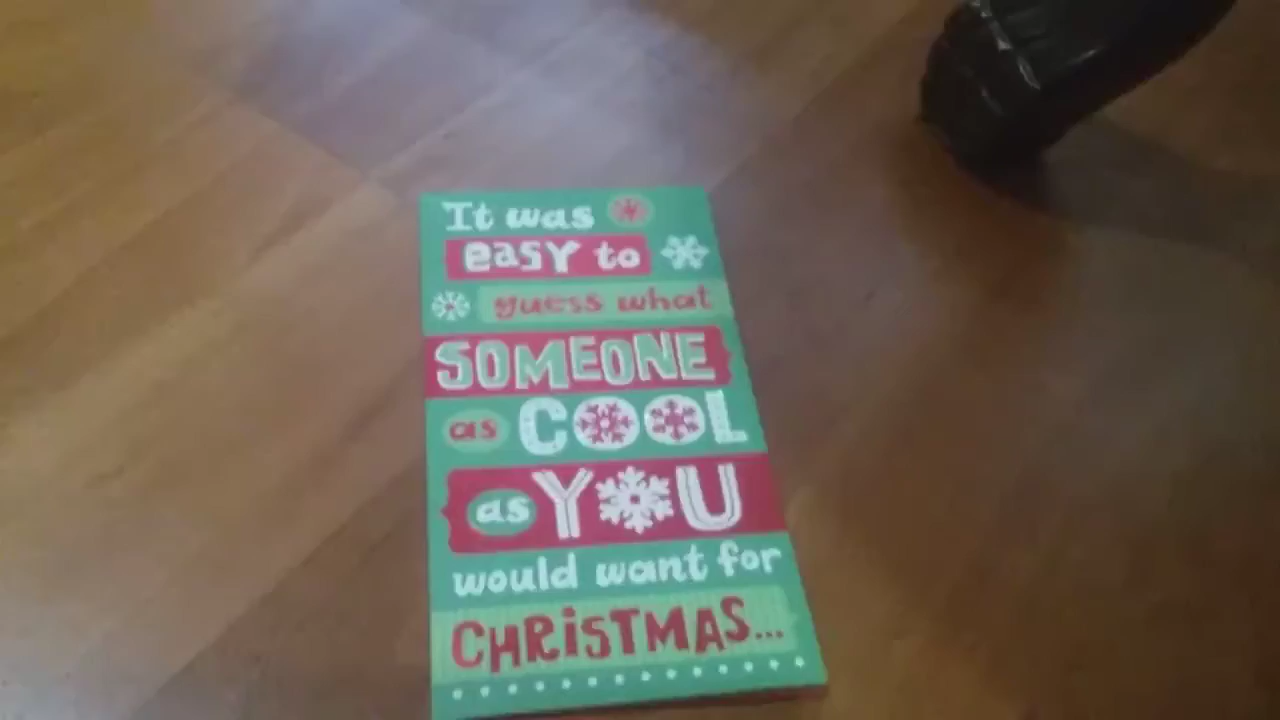 It was
easy to
guess what
SOMEONE
as COOL
as YOU
would want for
CHRiSTMAS...